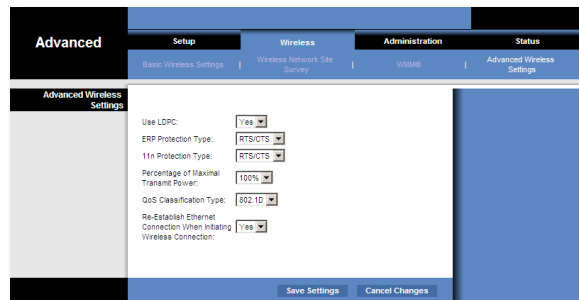 Advanced
Setup
Wireless
Administration
Status
Basic Wireless Settings |
Wireless Network Site
Survey
|
WMM® |
Advanced Wireless
Settings
Advanced Wireless
Settings
Use LDPC: Yes
ERP Protection Type: RTS/CTS
11n Protection Type: RTS/CTS
Percentage of Maximal
Transmit Power: 100%
QoS Classification Type: 802.1D
Re-Establish Ethernet
Connection When Initiating
Wireless Connection: Yes
Save Settings
Cancel Changes